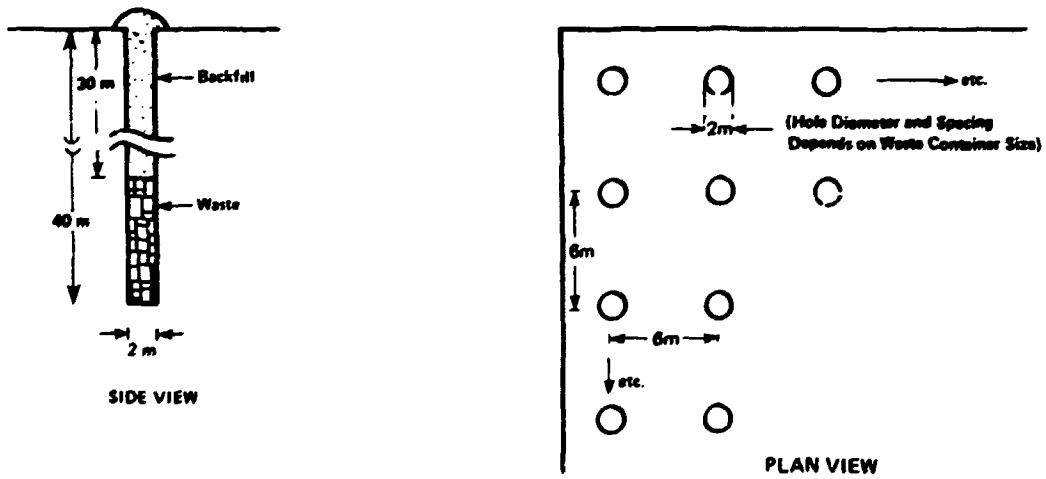 30 m
Backfill
40 m
Waste
2 m
SIDE VIEW
etc.
2m
(Hole Diameter and Spacing
Depends on Waste Container Size)
6m
6m
etc.
PLAN VIEW